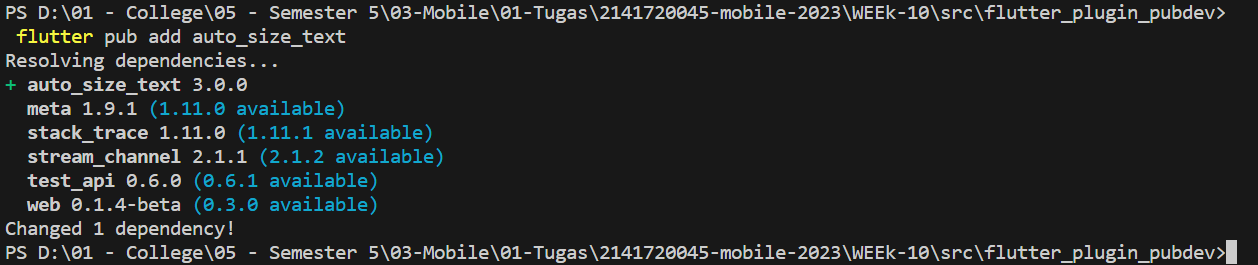 PS D:\01 - College\05 - Semester 5\03-Mobile\01-Tugas\2141720045-mobile-2023\WEEk-10\src\flutter_plugin_pubdev>
flutter pub add auto_size_text
Resolving dependencies...
+ auto_size_text 3.0.0
meta 1.9.1 (1.11.0 available)
stack_trace 1.11.0 (1.11.1 available)
stream_channel 2.1.1 (2.1.2 available)
test_api 0.6.0 (0.6.1 available)
web 0.1.4-beta (0.3.0 available)
Changed 1 dependency!
PS D:\01 - College\05 - Semester 5\03-Mobile\01-Tugas\2141720045-mobile-2023\WEEk-10\src\flutter_plugin_pubdev>